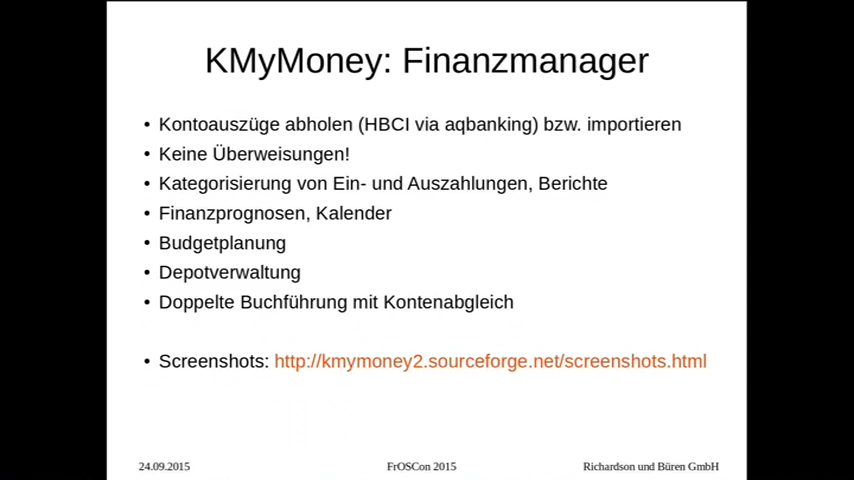 KMyMoney: Finanzmanager
• Kontoauszüge abholen (HBCI via aqbanking) bzw. importieren
• Keine Überweisungen!
• Kategorisierung von Ein- und Auszahlungen, Berichte
• Finanzprognosen, Kalender
• Budgetplanung
• Depotverwaltung
• Doppelte Buchführung mit Kontenabgleich
• Screenshots: http://kmymoney2.sourceforge.net/screenshots.html
24.09.2015 FrOSCon 2015 Richardson und Büren GmbH